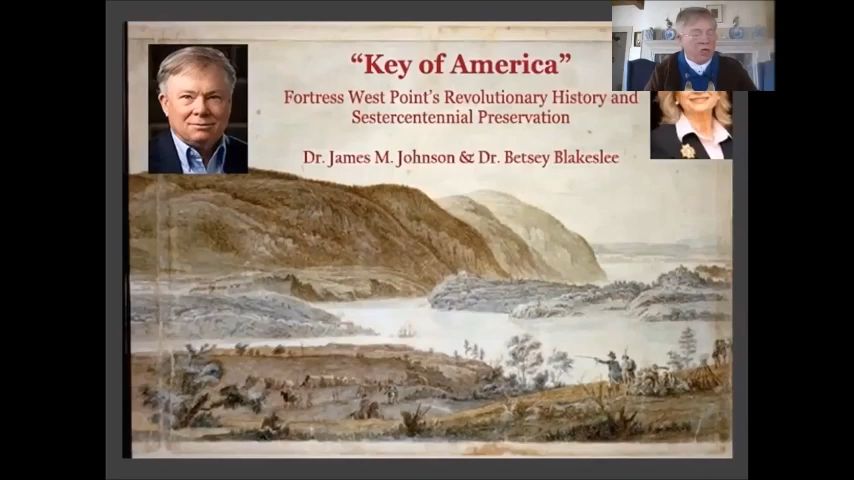 “Key of America”
Fortress West Point's Revolutionary History and
Sestercentennial Preservation
Dr. James M. Johnson & Dr. Betsey Blakeslee